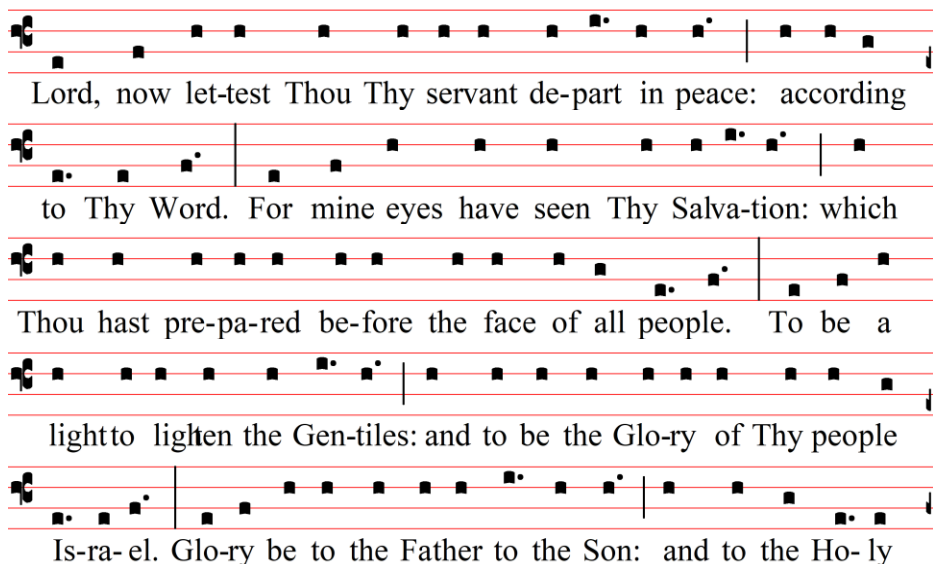 Lord, now let-test Thou Thy servant de-part in peace: according
to Thy Word. For mine eyes have seen Thy Salva-tion: which
Thou hast pre-pa-red be-fore the face of all people. To be a
light to lighten the Gen-tiles: and to be the Glo-ry of Thy people
Is-ra-el. Glo-ry be to the Father to the Son: and to the Ho-ly